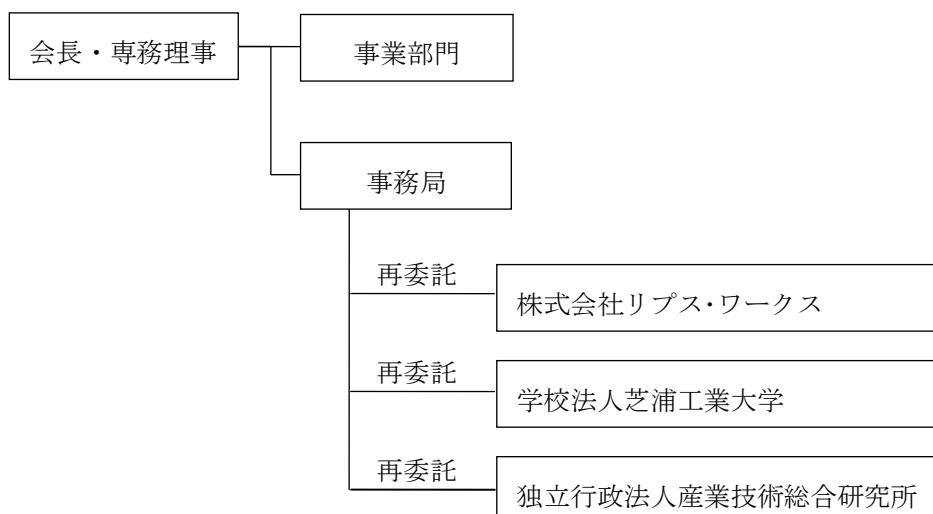 会長・専務理事
事業部門
事務局
再委託
株式会社リプス・ワークス
再委託
学校法人芝浦工業大学
再委託
独立行政法人産業技術総合研究所